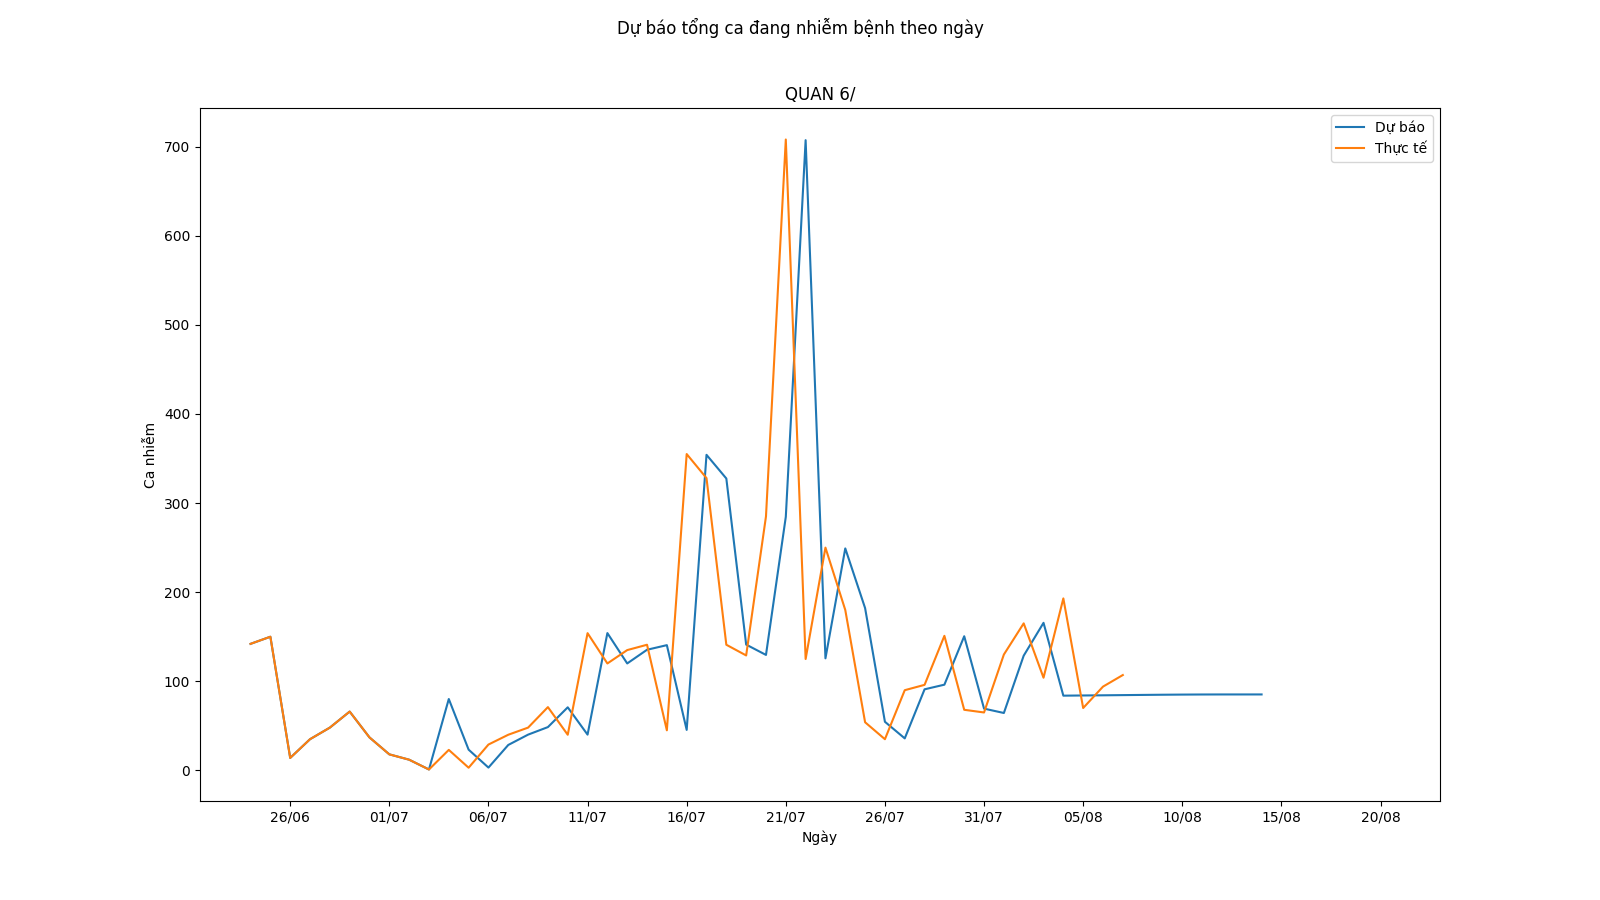 Dự báo tổng ca đang nhiễm bệnh theo ngày
QUAN 6/
Dự báo
Thực tế
700
600
500
400
300
200
100
0
Ca nhiễm
26/06 01/07 06/07 11/07 16/07 21/07 26/07 31/07 05/08 10/08 15/08 20/08
Ngày